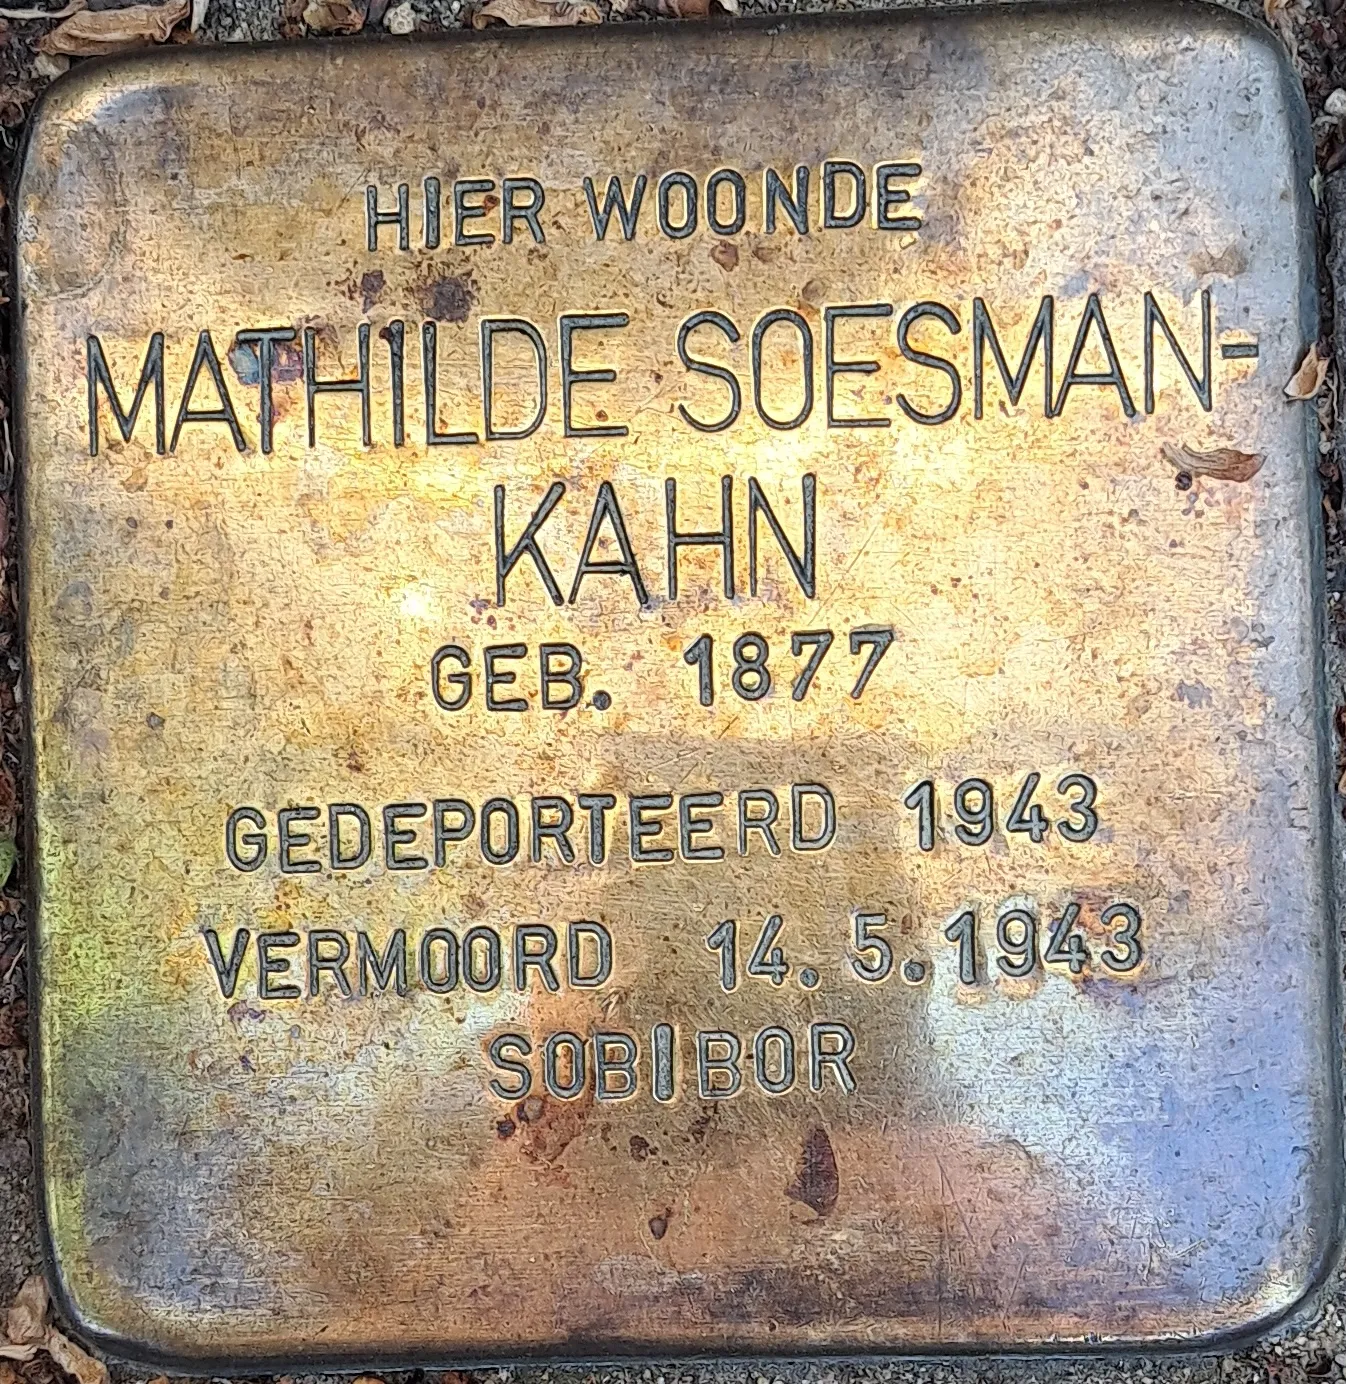 HIER WOONDE
MATHILDE SOESMAN-
KAHN
GEB. 1877
GEDEPORTEERD 1943
VERMOORD 14.5.1943
SOBIBOR